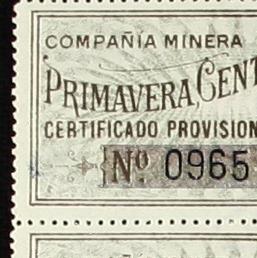 COMPAÑIA MINERA
PRIMAVERA, CENT
CERTIFICADO PROVISION
Nº 0965